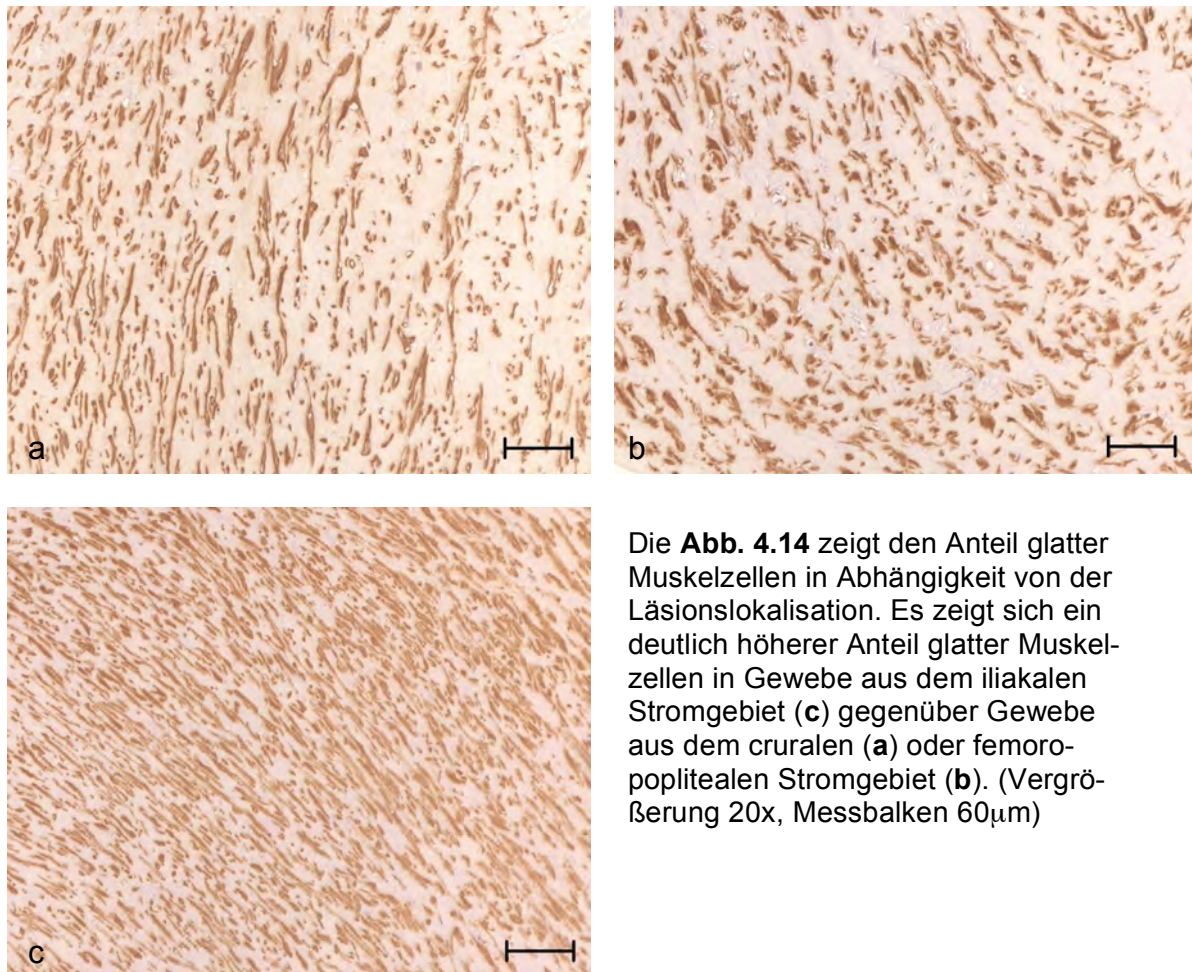 a
b
c
Die Abb. 4.14 zeigt den Anteil glatter
Muskelzellen in Abhängigkeit von der
Läsionslokalisation. Es zeigt sich ein
deutlich höherer Anteil glatter Muskel-
zellen in Gewebe aus dem iliakalen
Stromgebiet (c) gegenüber Gewebe
aus dem cruralen (a) oder femoro-
poplitealen Stromgebiet (b). (Vergrö-
ßerung 20x, Messbalken 60μm)